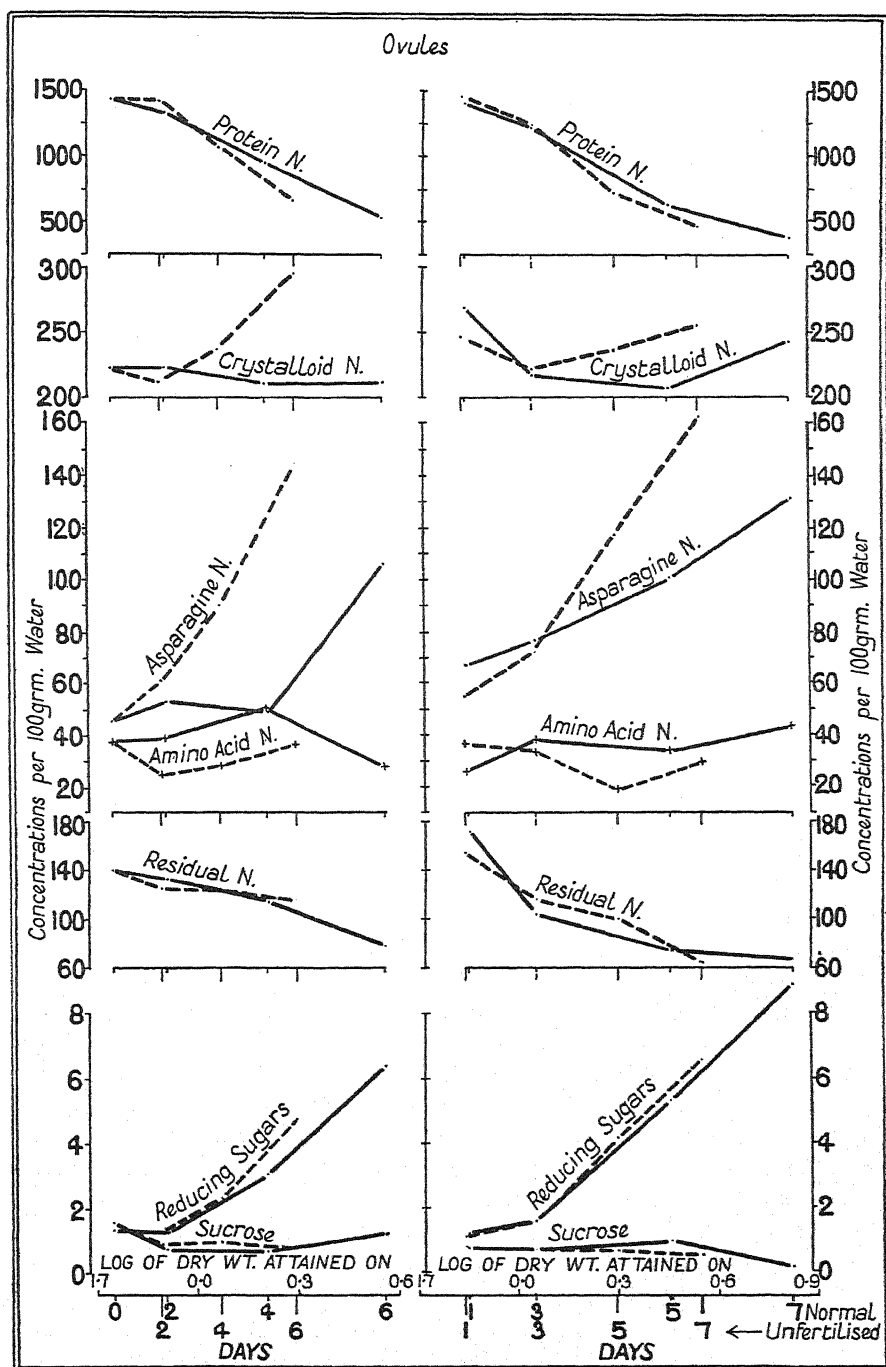 Ovules
1500
1000
500
Protein N.
1500
1000
500
Protein N.
300
250
200
Crystalloid N.
300
250
200
Crystalloid N.
160
140
120
100
80
60
40
20
Asparagine N.
Amino Acid N.
160
140
120
100
80
60
40
20
Asparagine N.
Amino Acid N.
Concentrations per 100grm. Water
Concentrations per 100grm. Water
180
140
100
60
Residual N.
180
140
100
60
Residual N.
8
6
4
2
0
Reducing Sugars
Sucrose
8
6
4
2
0
Reducing Sugars
Sucrose
LOG OF DRY WT. ATTAINED ON
LOG OF DRY WT. ATTAINED ON
1·7 0·0 0·3 0·6
1·7 0·0 0·3 0·6 0·9
0 2 4 6
1 3 5 7 Normal
2 4 6
1 3 5 7 ← Unfertilised
DAYS
DAYS